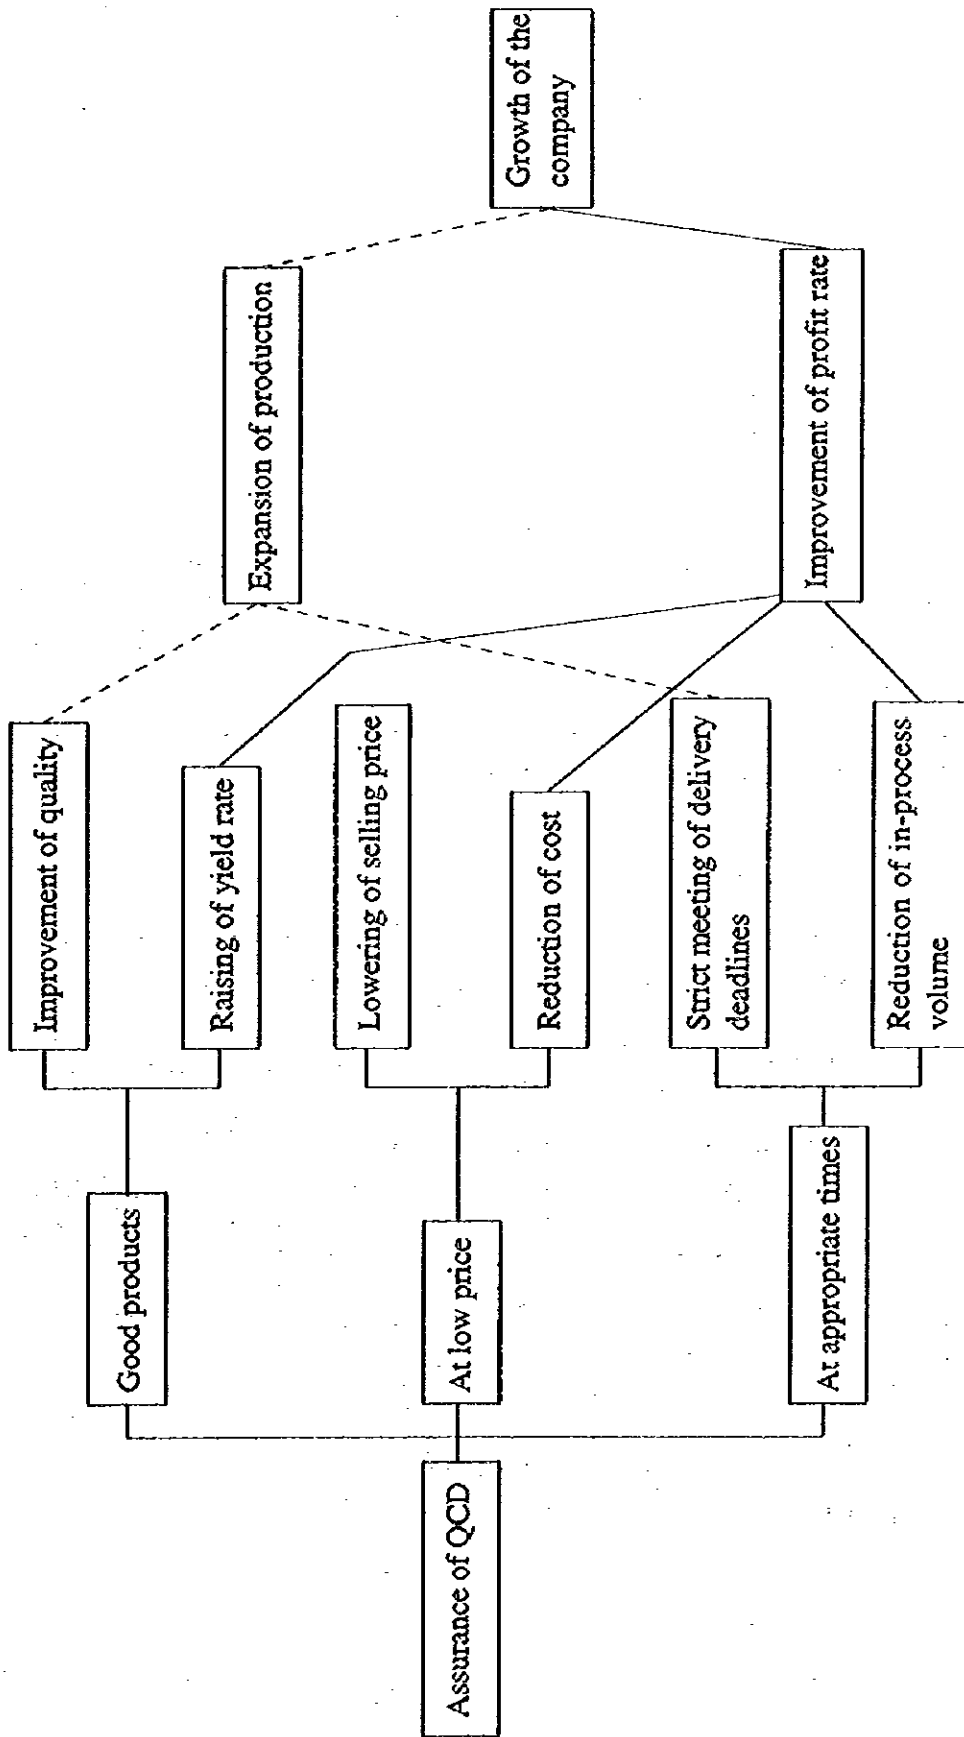 Assurance of QCD
Good products
At low price
At appropriate times
Improvement of quality
Raising of yield rate
Lowering of selling price
Reduction of cost
Strict meeting of delivery
deadlines
Reduction of in-process
volume
Expansion of production
Improvement of profit rate
Growth of the
company